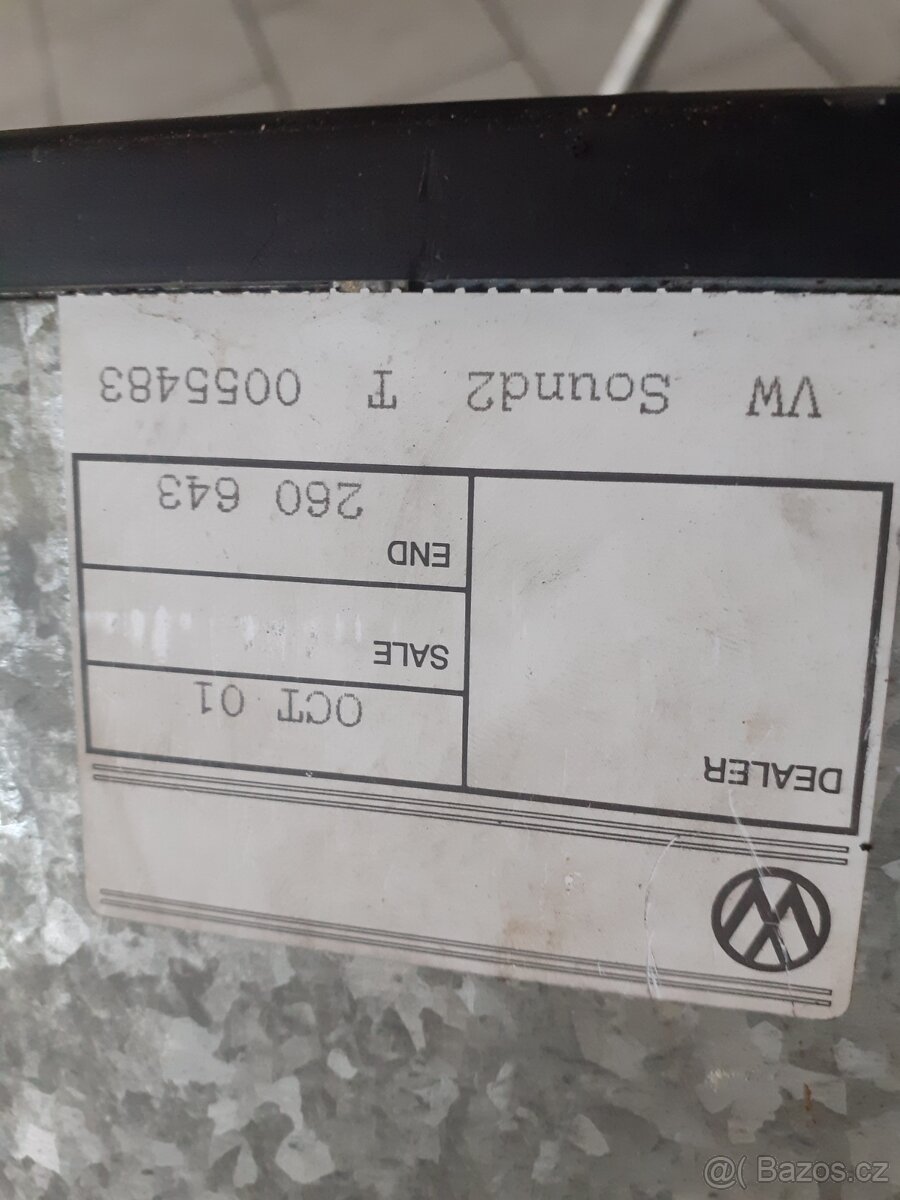 DEALER
OCT 01
SALE
END
260 643
VW Sound2 T 0055483
@( Bazos.cz